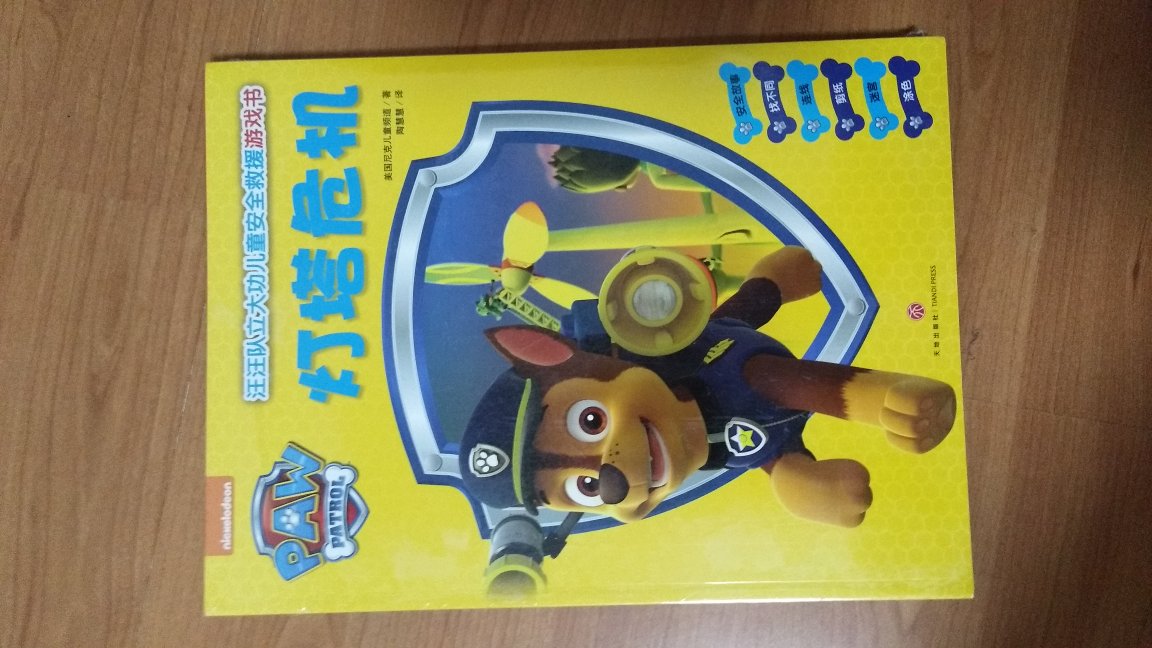 nickelodeon
PAW
PATROL
汪汪队立大功儿童安全救援游戏书
灯塔危机
美国尼克儿童频道/著
陶慧慧/译
安全故事
找不同
连线
剪纸
迷宫
涂色
天地出版社|TIANDI PRESS